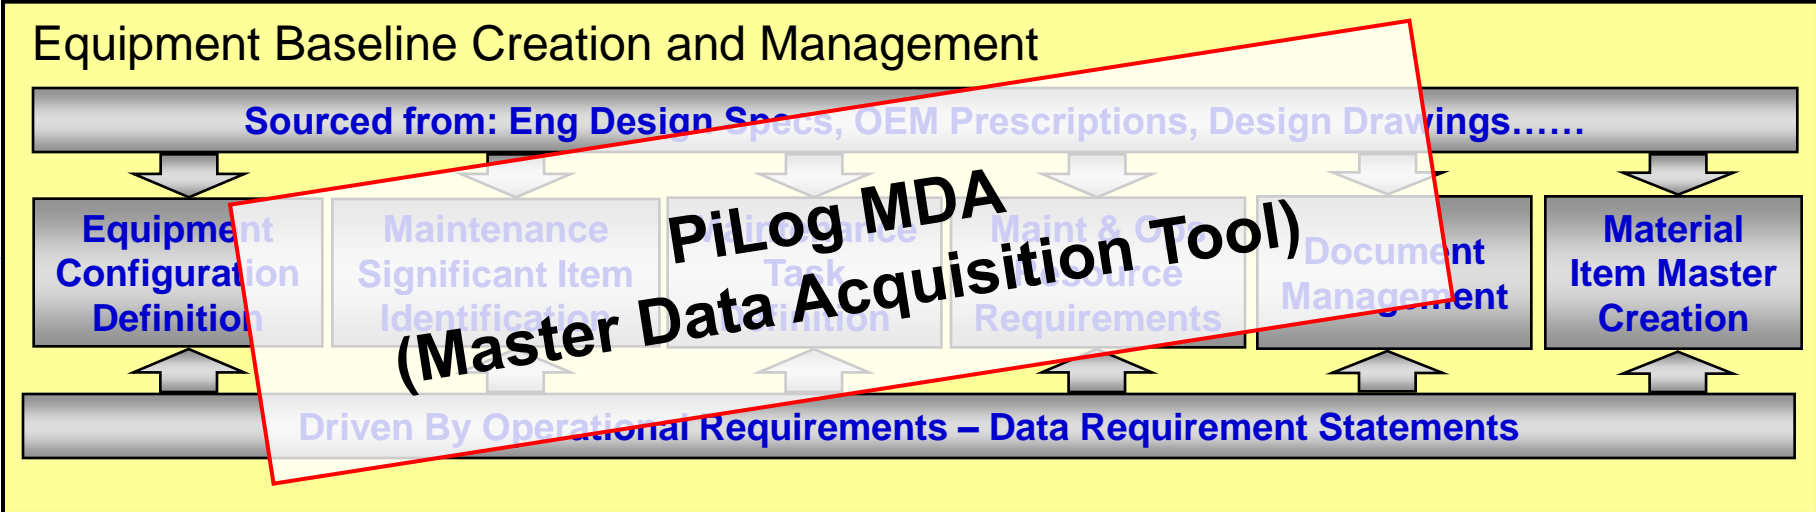 Equipment Baseline Creation and Management
Sourced from: Eng Design Specs, OEM Prescriptions, Design Drawings……
Equipment
Configuration
Definition
Maintenance
Significant Item
Identification
Maintenance
Task
Definition
Maint & Ops
Resource
Requirements
Document
Management
Material
Item Master
Creation
PiLog MDA
(Master Data Acquisition Tool)
Driven By Operational Requirements – Data Requirement Statements